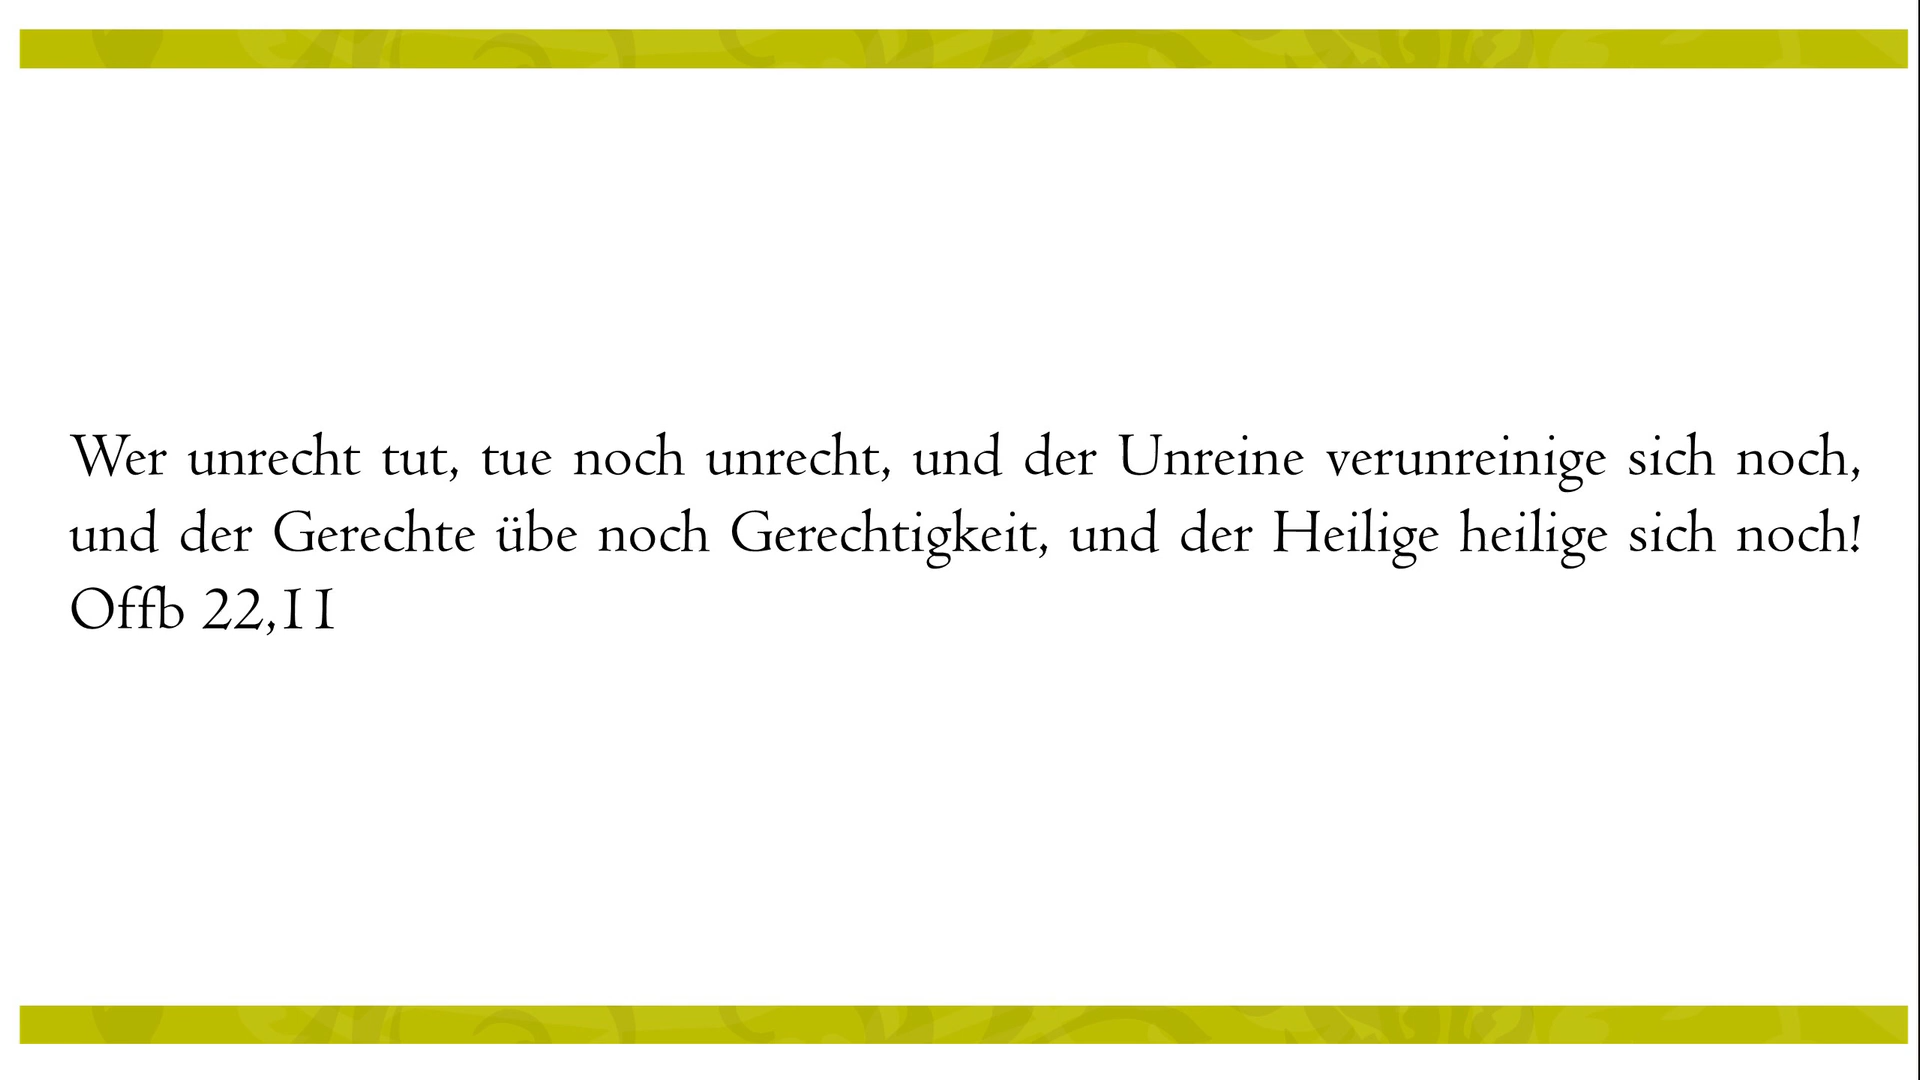 Wer unrecht tut, tue noch unrecht, und der Unreine verunreinige sich noch,
und der Gerechte übe noch Gerechtigkeit, und der Heilige heilige sich noch!
Offb 22,11